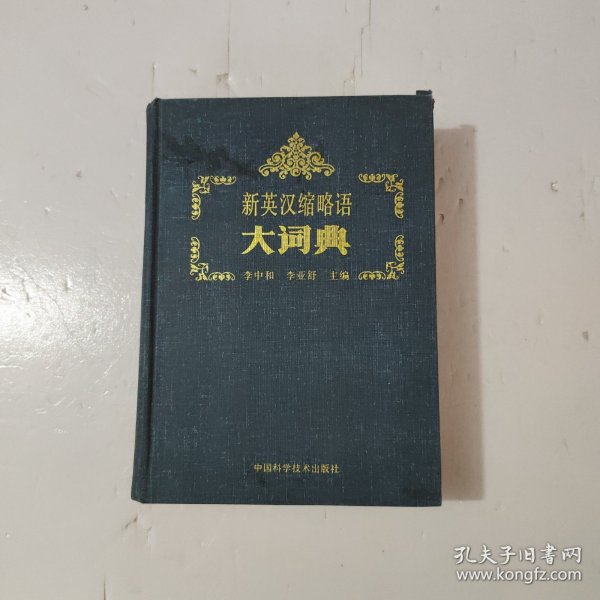 新英汉缩略语
大词典
李中和 李亚舒 主编
中国科学技术出版社
孔夫子旧书网
www.kongfz.com